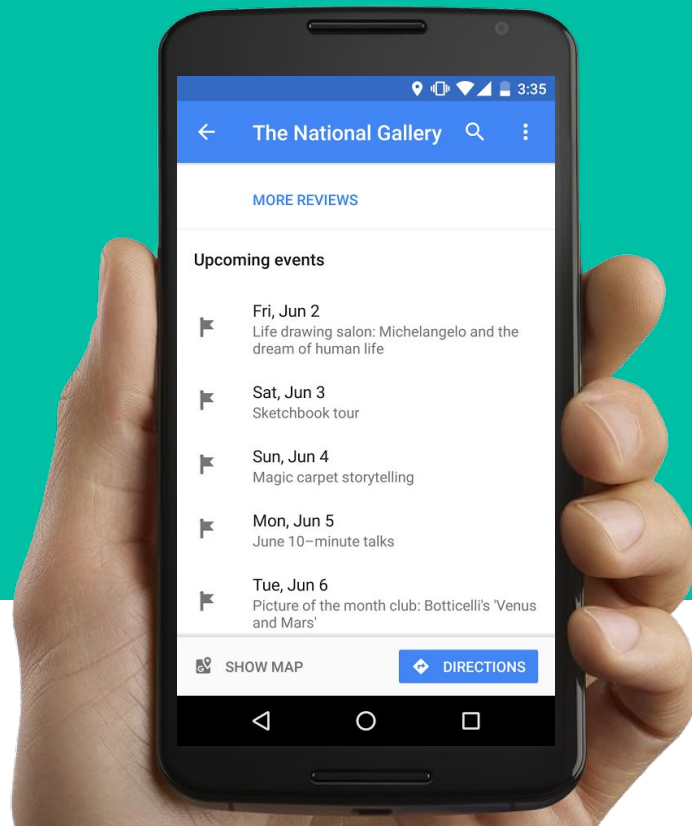 3:35
The National Gallery
MORE REVIEWS
Upcoming events
Fri, Jun 2
Life drawing salon: Michelangelo and the
dream of human life
Sat, Jun 3
Sketchbook tour
Sun, Jun 4
Magic carpet storytelling
Mon, Jun 5
June 10–minute talks
Tue, Jun 6
Picture of the month club: Botticelli's 'Venus
and Mars'
SHOW MAP
DIRECTIONS